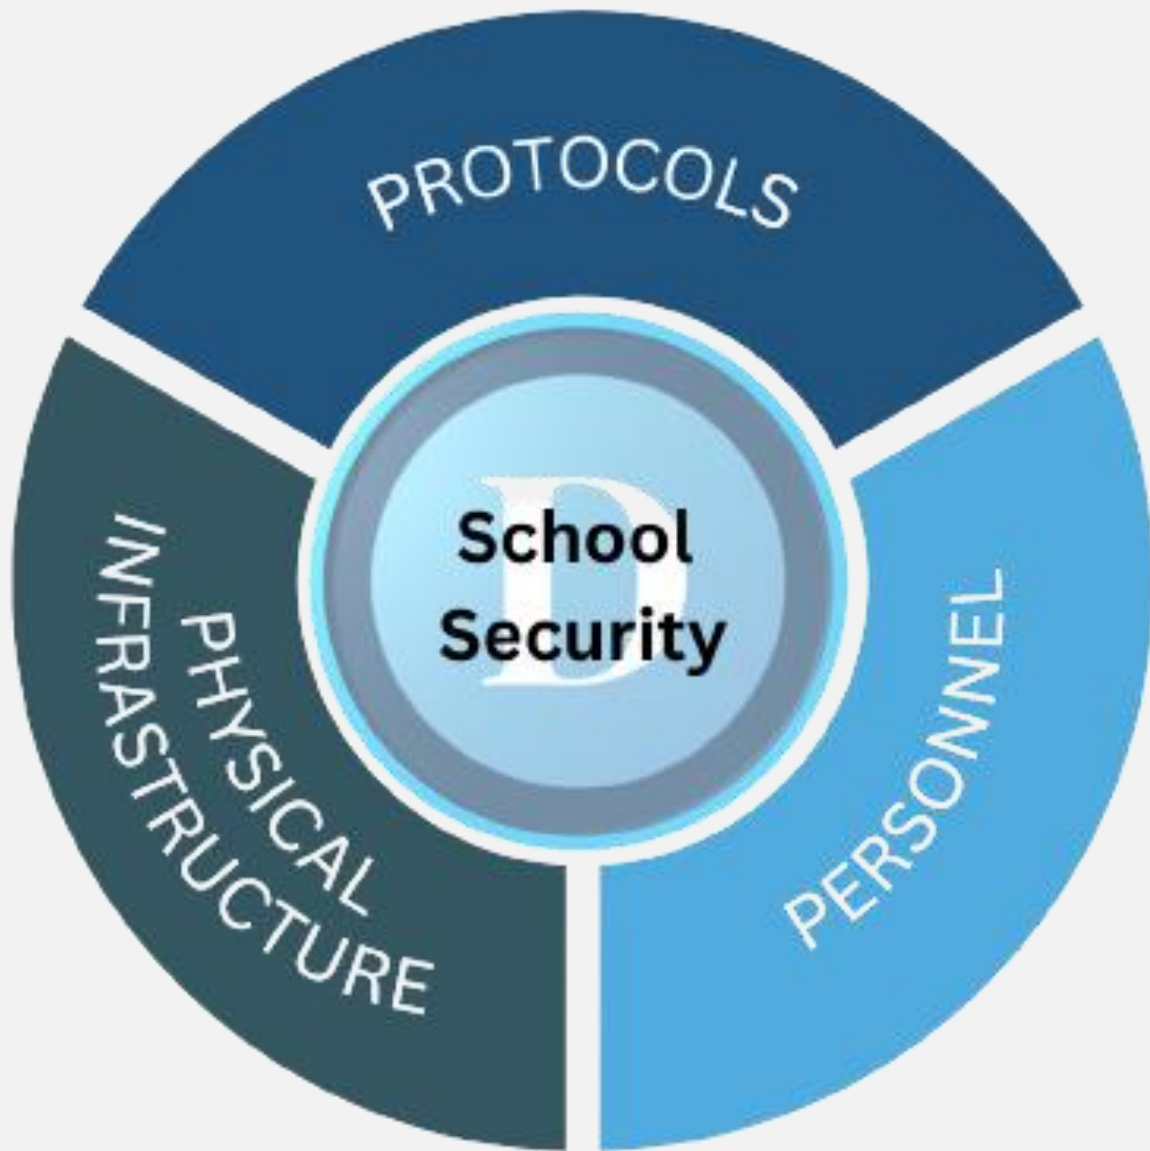 PROTOCOLS
D
School
Security
PHYSICAL
INFRASTRUCTURE
PERSONNEL